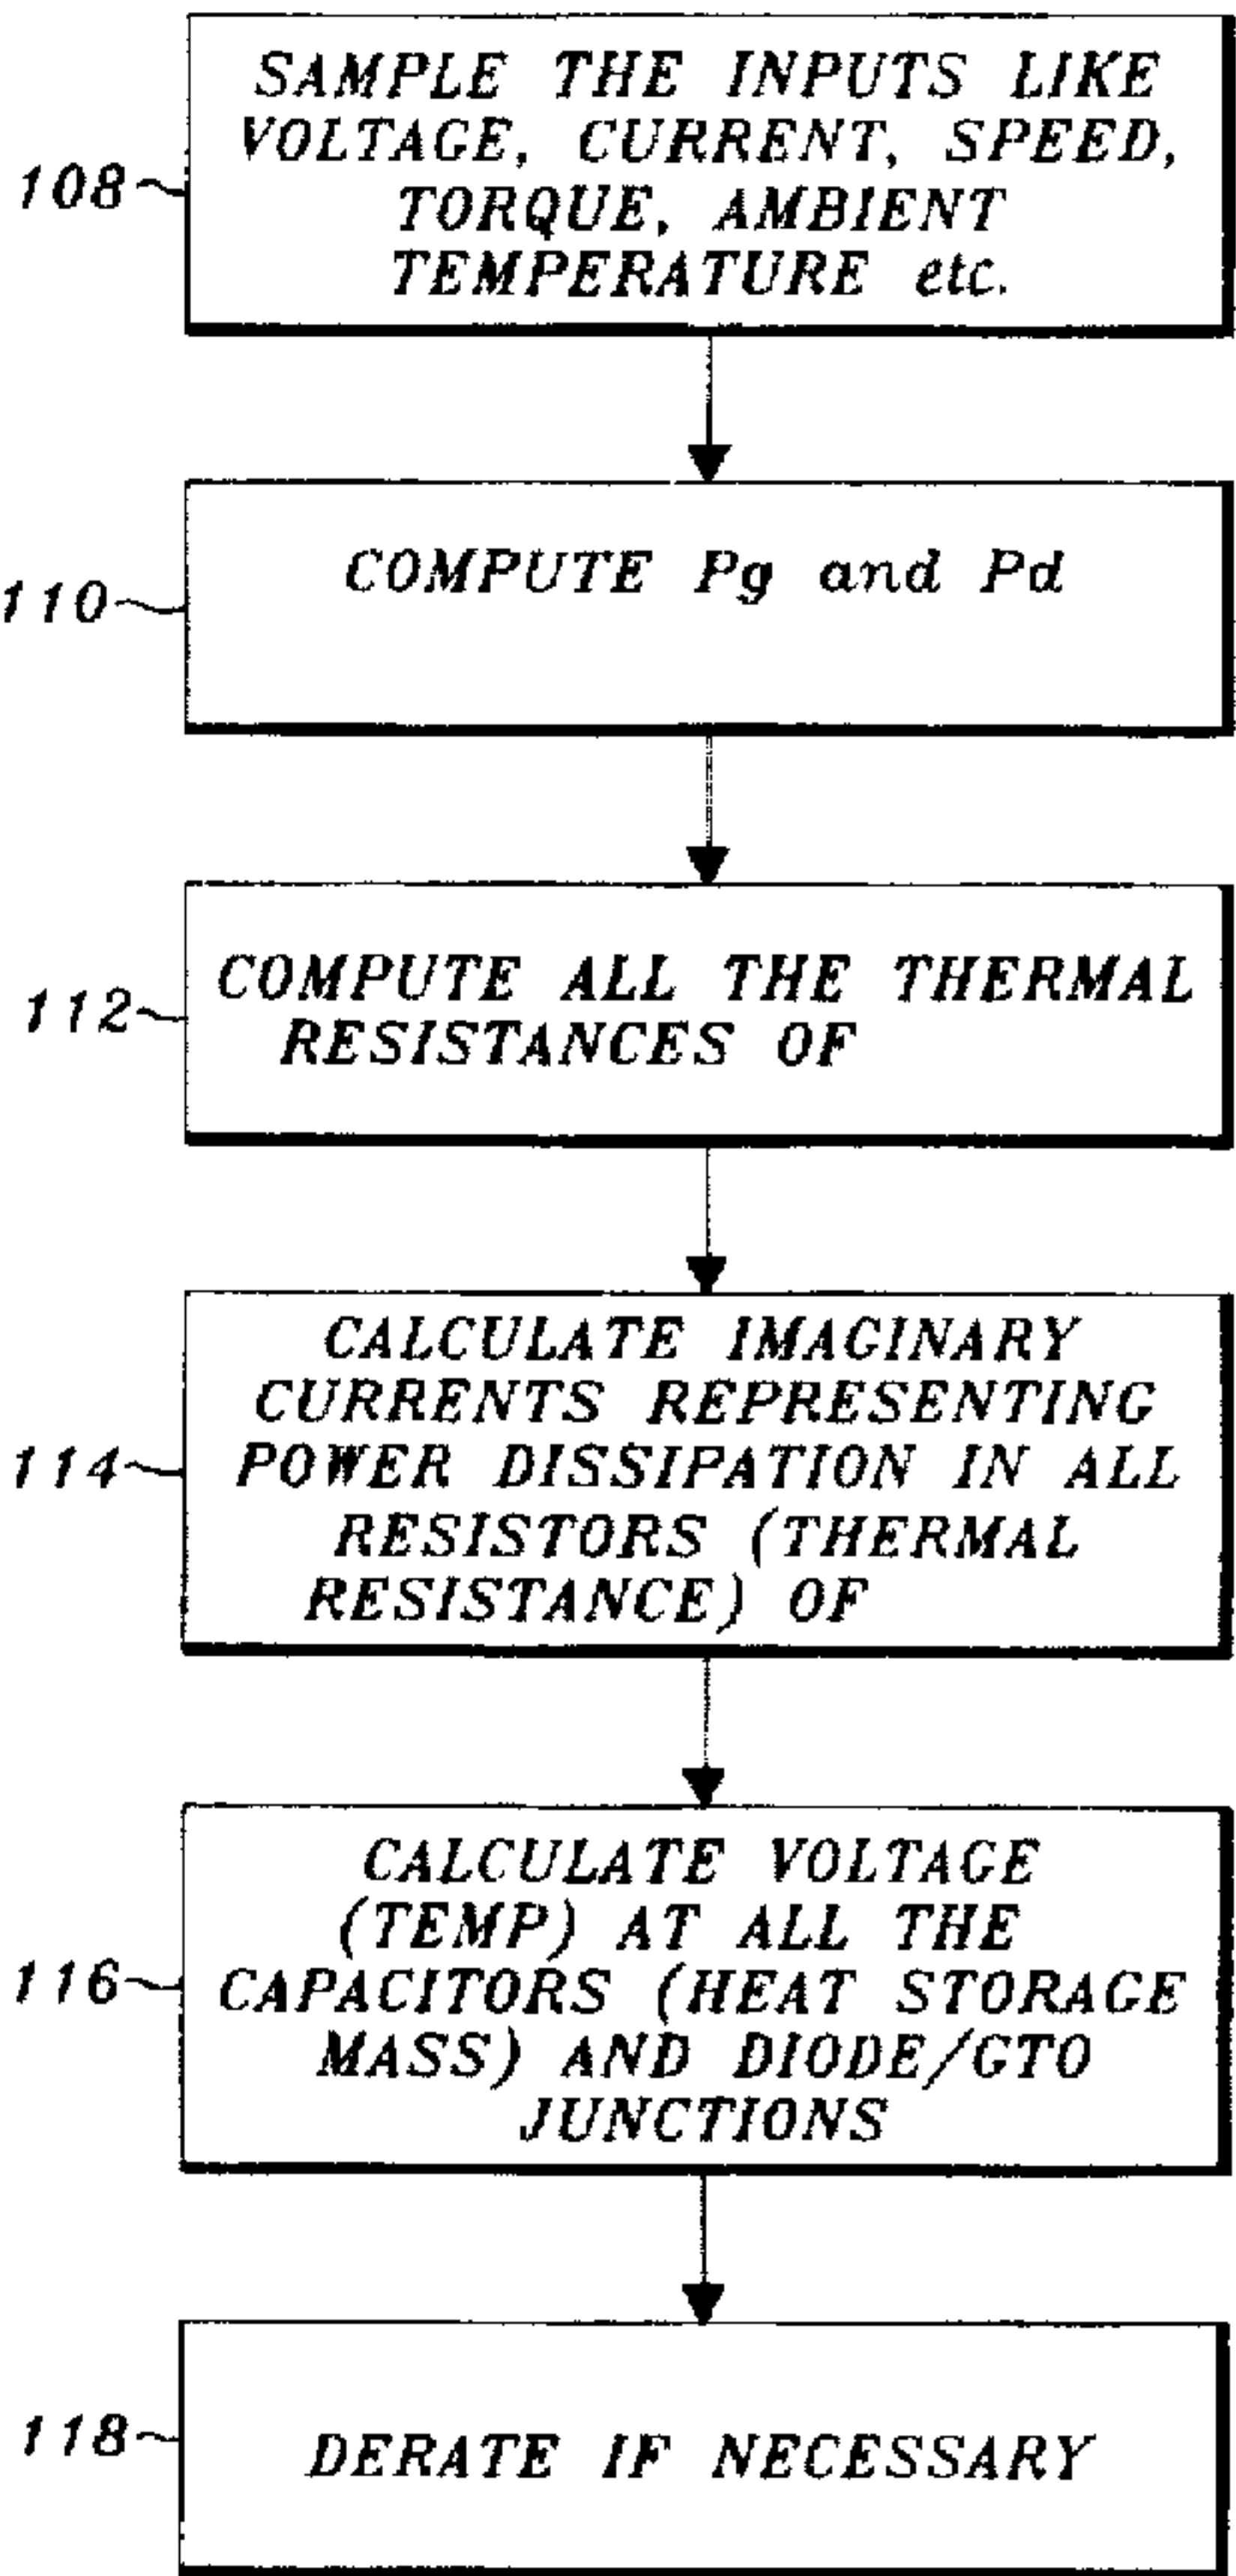 SAMPLE THE INPUTS LIKE
VOLTAGE, CURRENT, SPEED,
TORQUE, AMBIENT
TEMPERATURE etc.
108
COMPUTE Pg and Pd
110
COMPUTE ALL THE THERMAL
RESISTANCES OF
112
CALCULATE IMAGINARY
CURRENTS REPRESENTING
POWER DISSIPATION IN ALL
RESISTORS (THERMAL
RESISTANCE) OF
114
CALCULATE VOLTAGE
(TEMP) AT ALL THE
CAPACITORS (HEAT STORAGE
MASS) AND DIODE/GTO
JUNCTIONS
116
DERATE IF NECESSARY
118